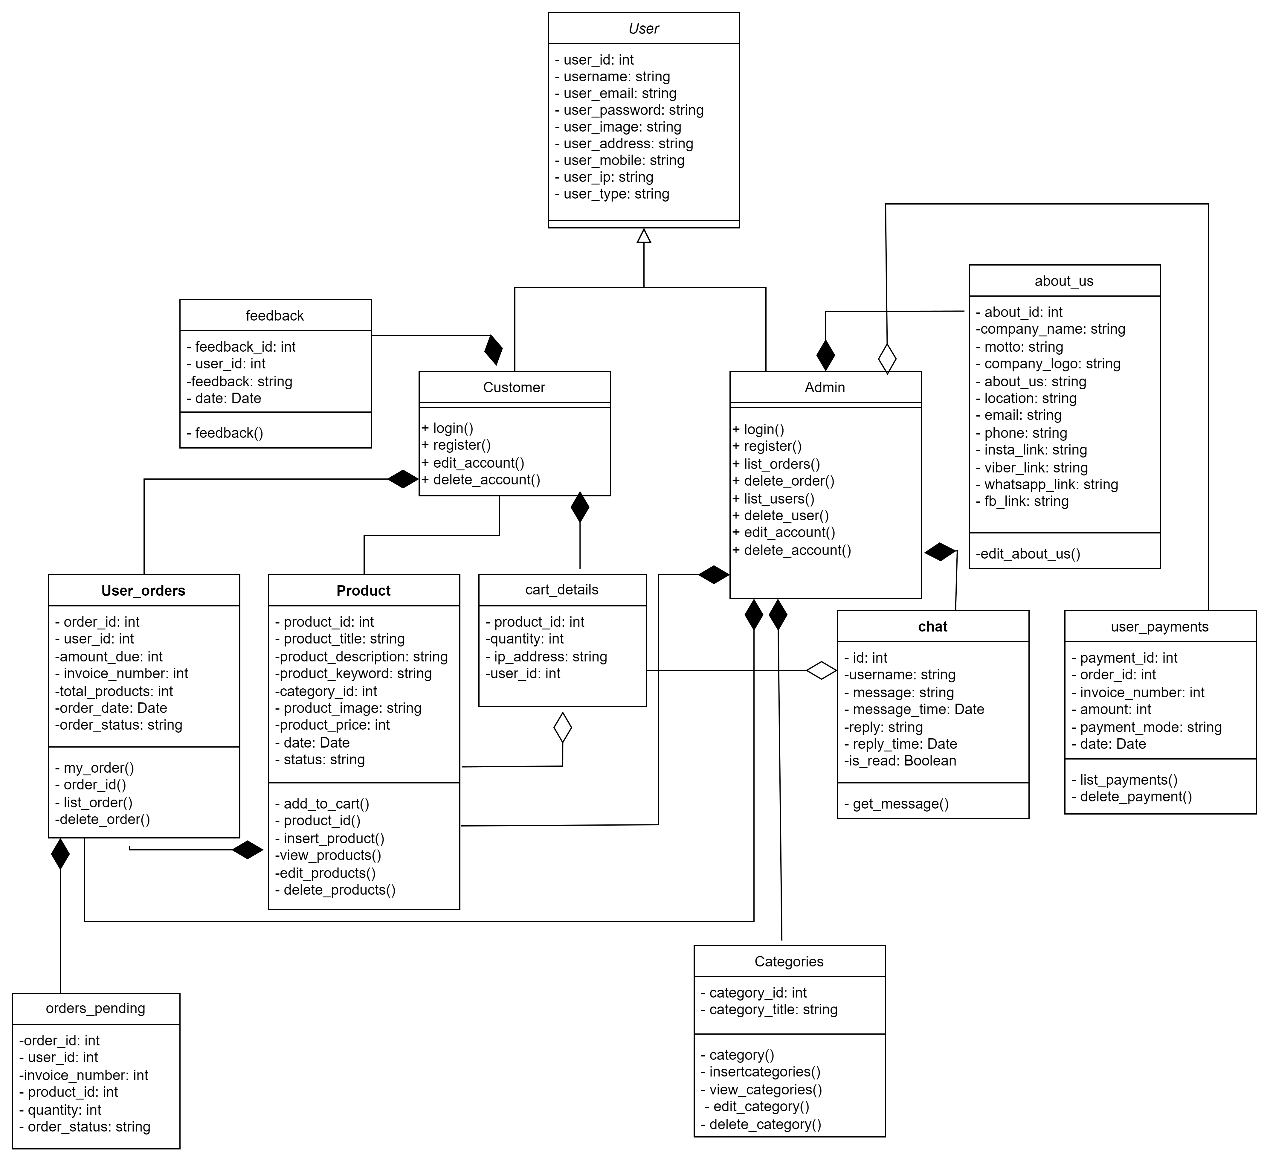 User
- user_id: int
- username: string
- user_email: string
- user_password: string
- user_image: string
- user_address: string
- user_mobile: string
- user_ip: string
- user_type: string
feedback
- feedback_id: int
- user_id: int
-feedback: string
- date: Date
- feedback()
Customer
+ login()
+ register()
+ edit_account()
+ delete_account()
Admin
+ login()
+ register()
+ list_orders()
+ delete_order()
+ list_users()
+ delete_user()
+ edit_account()
+ delete_account()
about_us
- about_id: int
-company_name: string
- motto: string
- company_logo: string
- about_us: string
- location: string
- email: string
- phone: string
- insta_link: string
- viber_link: string
- whatsapp_link: string
- fb_link: string
-edit_about_us()
User_orders
- order_id: int
- user_id: int
-amount_due: int
- invoice_number: int
-total_products: int
-order_date: Date
-order_status: string
- my_order()
- order_id()
- list_order()
-delete_order()
Product
- product_id: int
- product_title: string
-product_description: string
-product_keyword: string
-category_id: int
- product_image: string
-product_price: int
- date: Date
- status: string
- add_to_cart()
- product_id()
- insert_product()
-view_products()
-edit_products()
- delete_products()
cart_details
- product_id: int
-quantity: int
- ip_address: string
-user_id: int
chat
- id: int
-username: string
- message: string
- message_time: Date
-reply: string
- reply_time: Date
-is_read: Boolean
- get_message()
user_payments
- payment_id: int
- order_id: int
- invoice_number: int
- amount: int
- payment_mode: string
- date: Date
- list_payments()
- delete_payment()
orders_pending
-order_id: int
- user_id: int
-invoice_number: int
- product_id: int
- quantity: int
- order_status: string
Categories
- category_id: int
- category_title: string
- category()
- insertcategories()
- view_categories()
- edit_category()
- delete_category()